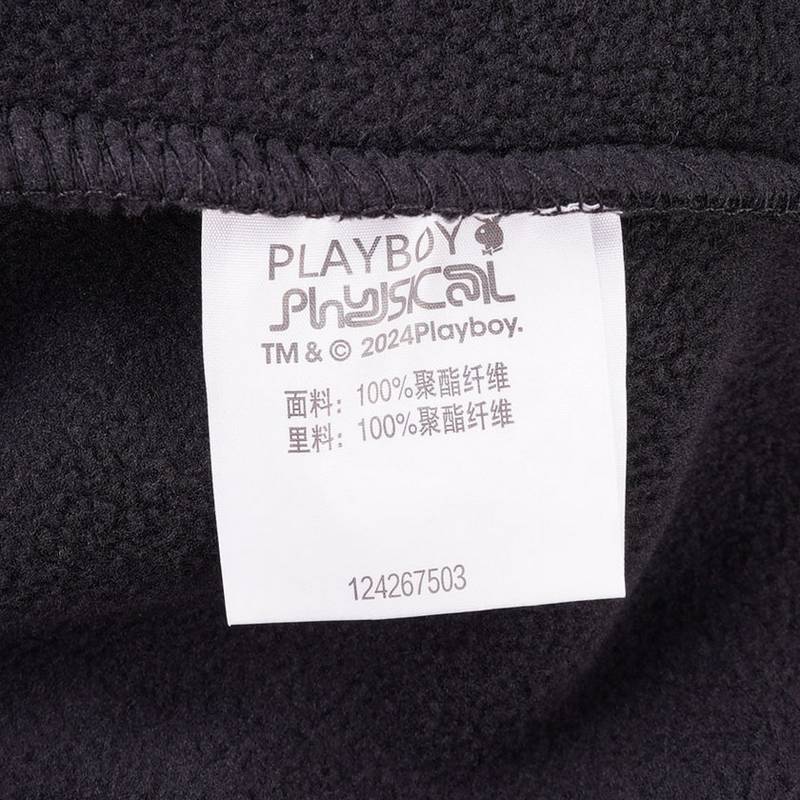 PLAYBOY
Physical
TM & © 2024Playboy.
面料：100%聚酯纤维
里料：100%聚酯纤维
124267503